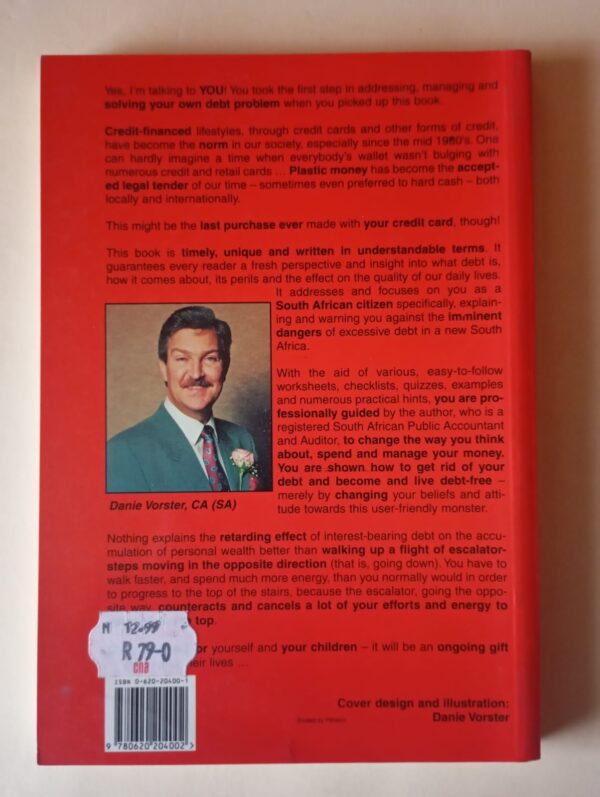 Yes, I'm talking to YOU! You took the first step in addressing, managing and
solving your own debt problem when you picked up this book.
Credit-financed lifestyles, through credit cards and other forms of credit,
have become the norm in our society, especially since the mid 1980's. One
can hardly imagine a time when everybody's wallet wasn't bulging with
numerous credit and retail cards ... Plastic money has become the accept-
ed legal tender of our time – sometimes even preferred to hard cash – both
locally and internationally.
This might be the last purchase ever made with your credit card, though!
This book is timely, unique and written in understandable terms. It
guarantees every reader a fresh perspective and insight into what debt is,
how it comes about, its perils and the effect on the quality of our daily lives.
It addresses and focuses on you as a
South African citizen specifically, explain-
ing and warning you against the imminent
dangers of excessive debt in a new South
Africa.
With the aid of various, easy-to-follow
worksheets, checklists, quizzes, examples
and numerous practical hints, you are pro-
fessionally guided by the author, who is a
registered South African Public Accountant
and Auditor, to change the way you think
about, spend and manage your money.
You are shown how to get rid of your
debt and become and live debt-free –
merely by changing your beliefs and atti-
tude towards this user-friendly monster.
Danie Vorster, CA (SA)
Nothing explains the retarding effect of interest-bearing debt on the accu-
mulation of personal wealth better than walking up a flight of escalator-
steps moving in the opposite direction (that is, going down). You have to
walk faster, and spend much more energy, than you normally would in order
to progress to the top of the stairs, because the escalator, going the oppo-
site way, counteracts and cancels a lot of your efforts and energy to
top.
yourself and your children – it will be an ongoing gift
their lives ...
R 79-0
cna
ISBN 0-620-20400-1
9 780620 204002 >
Cover design and illustration:
Danie Vorster